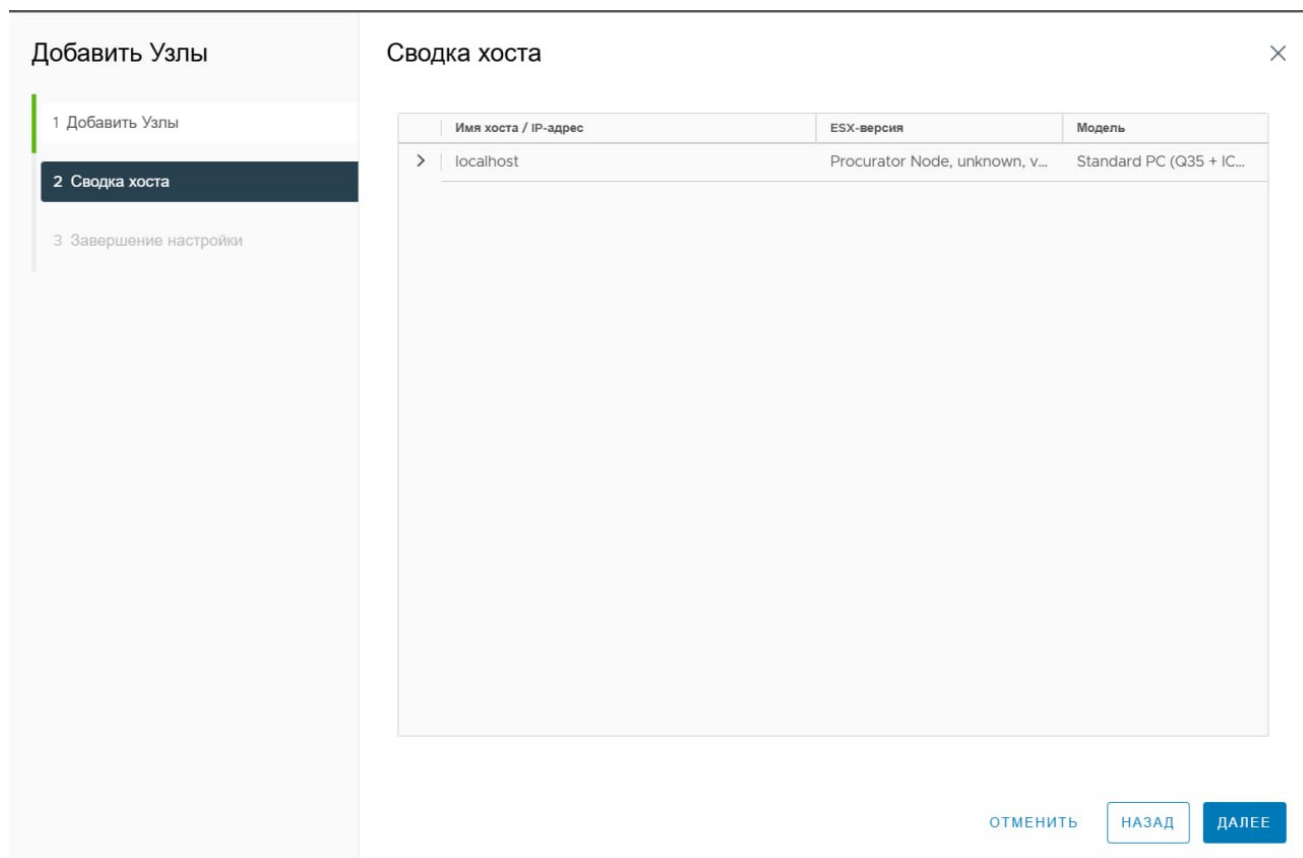 Добавить Узлы
1 Добавить Узлы
2 Сводка хоста
3 Завершение настройки
Сводка хоста
Имя хоста / IP-адрес ESX-версия Модель
localhost Procurator Node, unknown, v... Standard PC (Q35 + IC...
ОТМЕНИТЬ НАЗАД ДАЛЕЕ